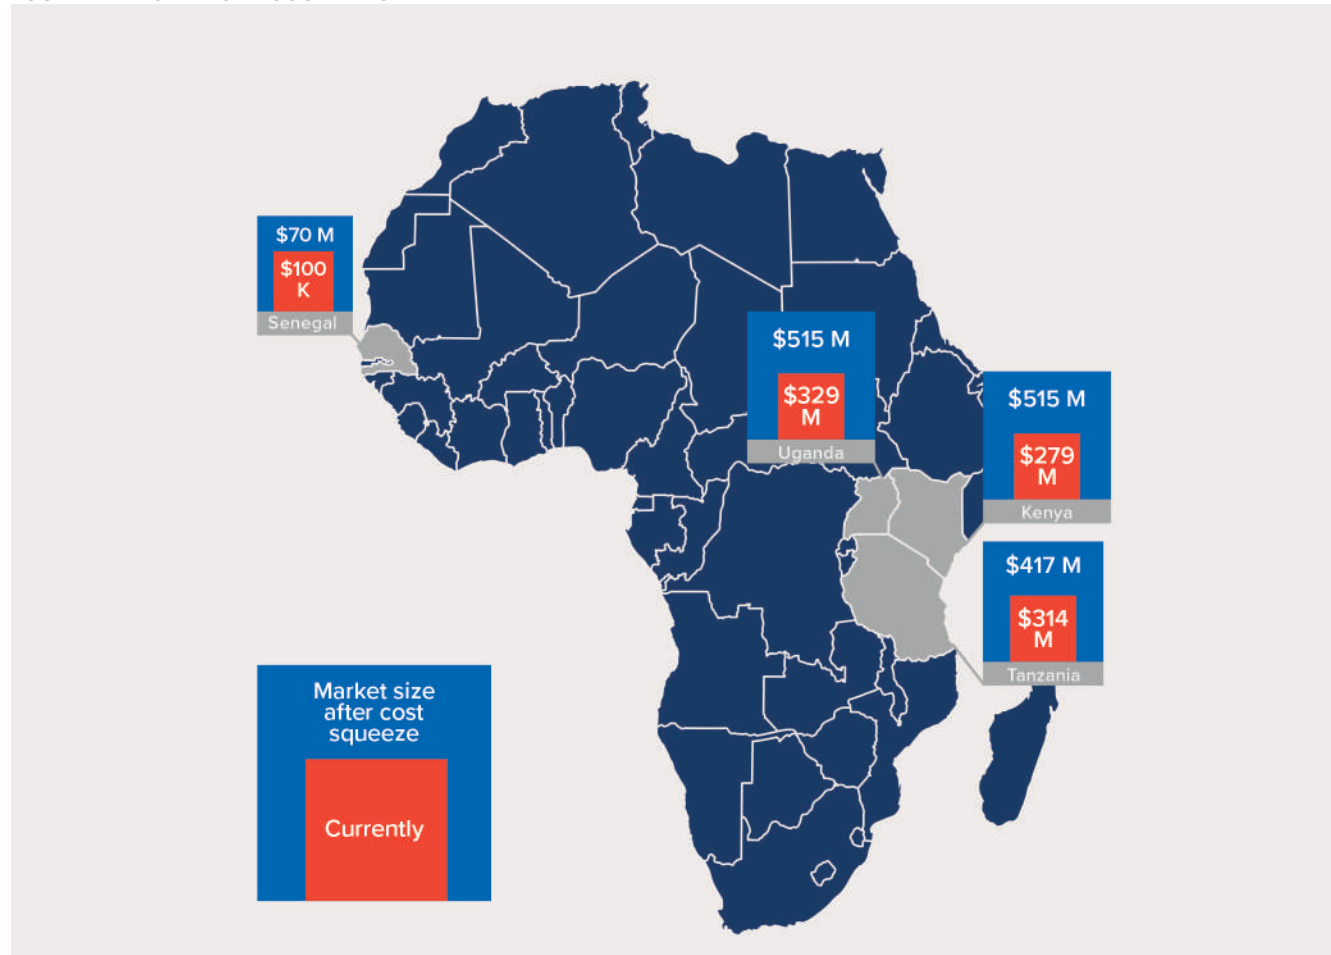 $70 M
$100
K
Senegal
$515 M
$329
M
Uganda
$515 M
$279
M
Kenya
$417 M
$314
M
Tanzania
Market size
after cost
squeeze
Currently